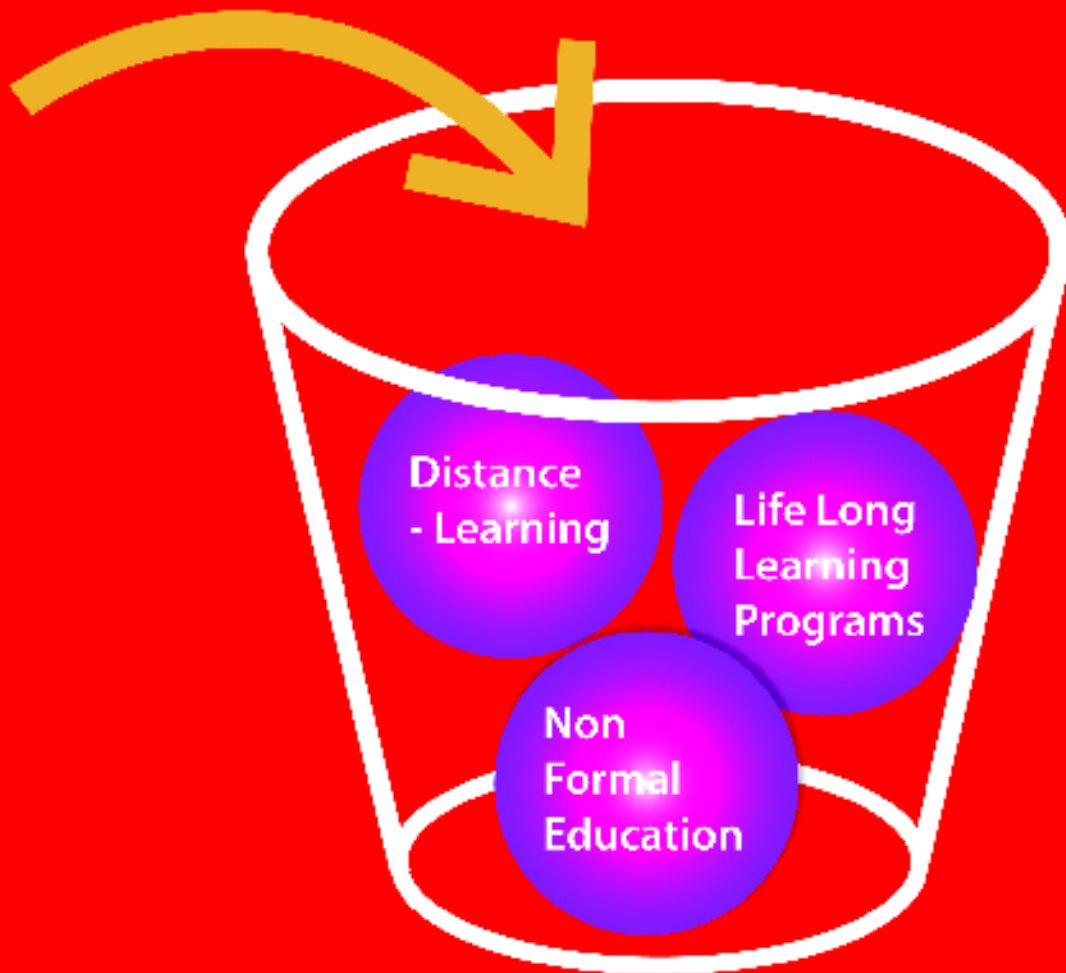 Distance
- Learning
Life Long
Learning
Programs
Non
Formal
Education